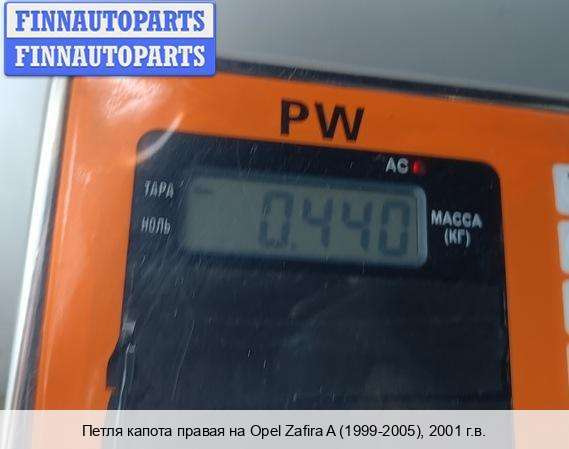 FINNAUTOPARTS
FINNAUTOPARTS
PW
AC
ТАРА
НОЛЬ
0.440
МАССА
(КГ)
Петля капота правая на Opel Zafira A (1999-2005), 2001 г.в.